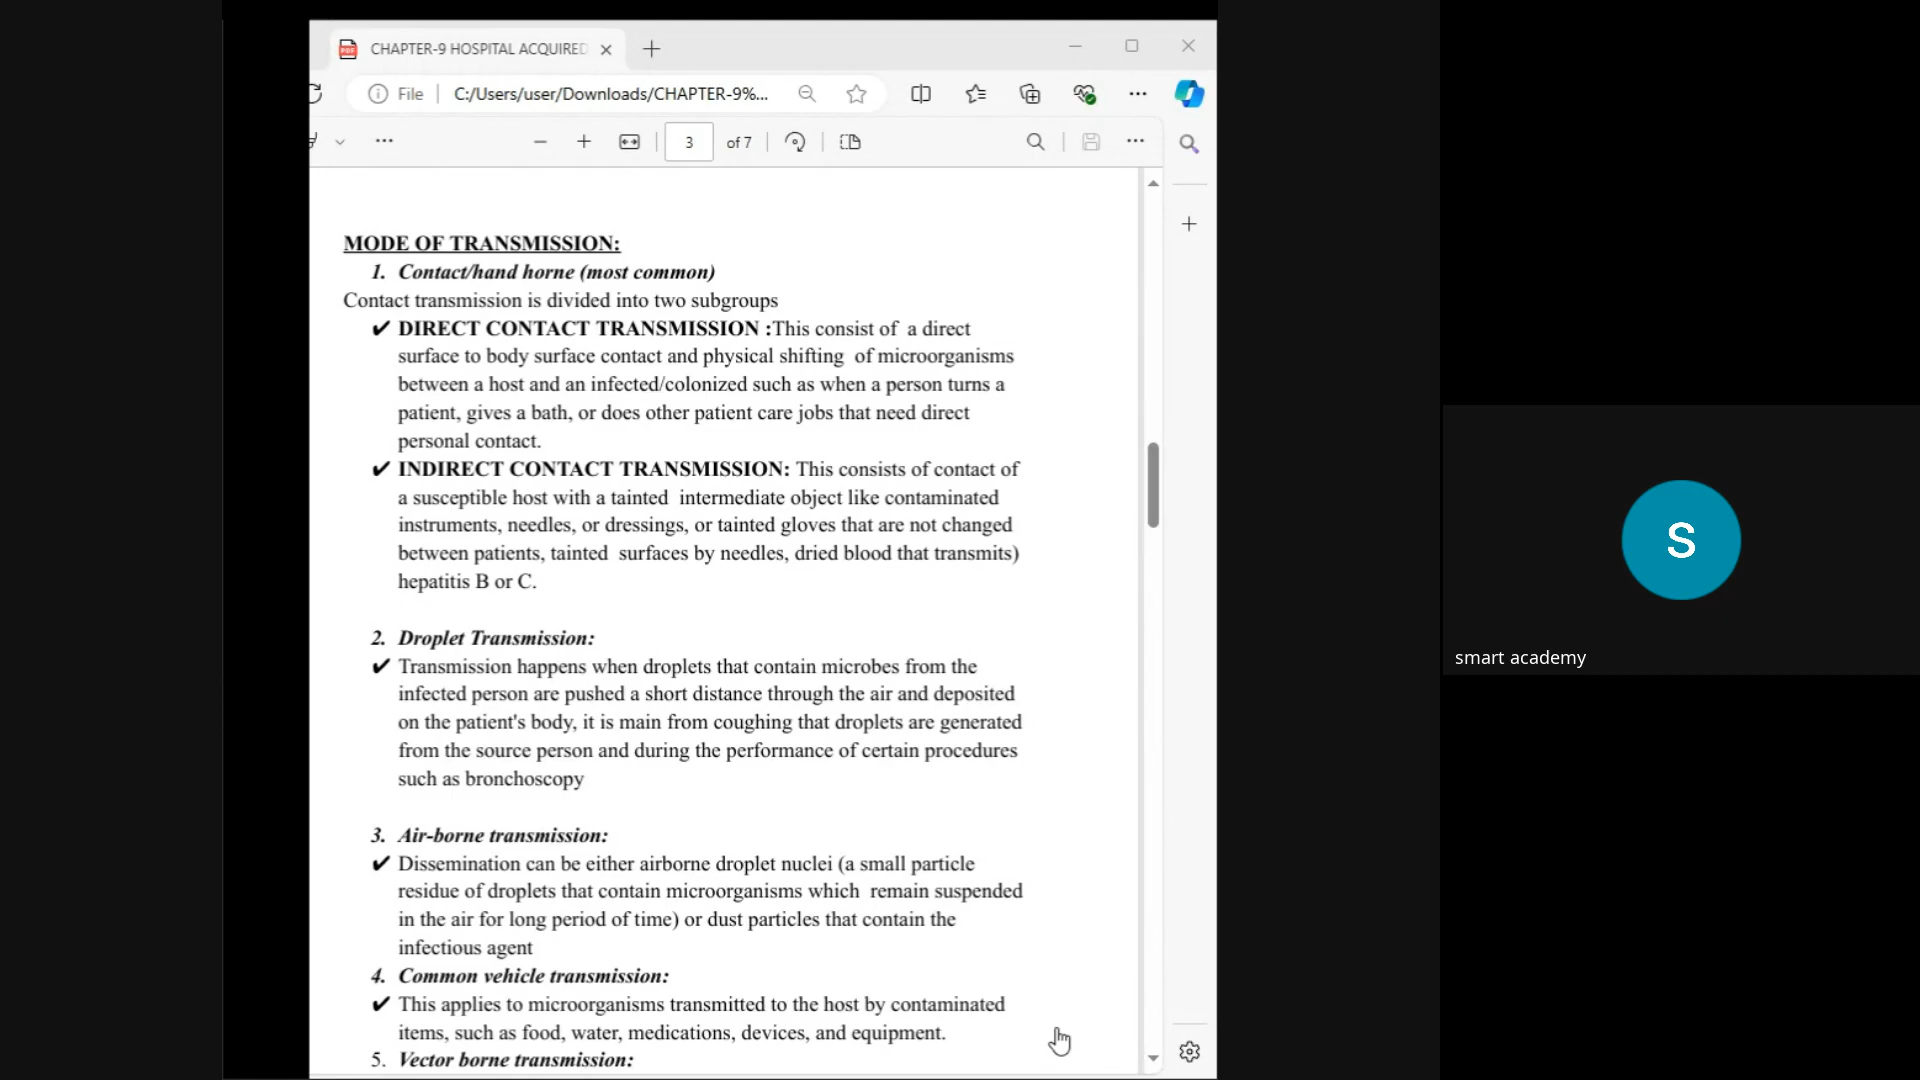 CHAPTER-9 HOSPITAL ACQUIRED
File
C:/Users/user/Downloads/CHAPTER-9%...
3 of 7
MODE OF TRANSMISSION:
1. Contact/hand horne (most common)
Contact transmission is divided into two subgroups
✔ DIRECT CONTACT TRANSMISSION :This consist of a direct
surface to body surface contact and physical shifting of microorganisms
between a host and an infected/colonized such as when a person turns a
patient, gives a bath, or does other patient care jobs that need direct
personal contact.
✔ INDIRECT CONTACT TRANSMISSION: This consists of contact of
a susceptible host with a tainted intermediate object like contaminated
instruments, needles, or dressings, or tainted gloves that are not changed
between patients, tainted surfaces by needles, dried blood that transmits)
hepatitis B or C.
2. Droplet Transmission:
✔ Transmission happens when droplets that contain microbes from the
infected person are pushed a short distance through the air and deposited
on the patient's body, it is main from coughing that droplets are generated
from the source person and during the performance of certain procedures
such as bronchoscopy
3. Air-borne transmission:
✔ Dissemination can be either airborne droplet nuclei (a small particle
residue of droplets that contain microorganisms which remain suspended
in the air for long period of time) or dust particles that contain the
infectious agent
4. Common vehicle transmission:
✔ This applies to microorganisms transmitted to the host by contaminated
items, such as food, water, medications, devices, and equipment.
5. Vector borne transmission:
S
smart academy